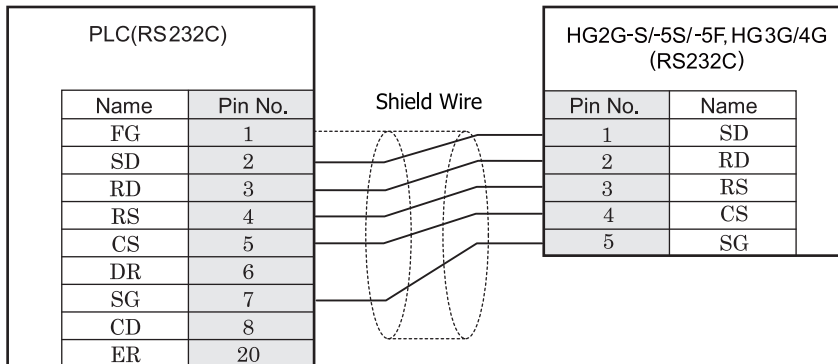 PLC(RS232C)
Name Pin No.
FG 1
SD 2
RD 3
RS 4
CS 5
DR 6
SG 7
CD 8
ER 20
Shield Wire
HG2G-S/-5S/-5F, HG3G/4G
(RS232C)
Pin No. Name
1 SD
2 RD
3 RS
4 CS
5 SG